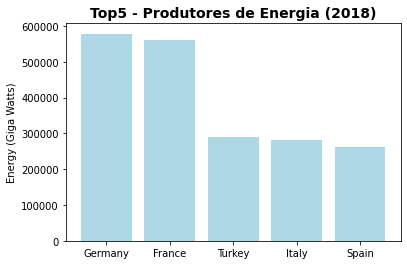 Top5 - Produtores de Energia (2018)
Energy (Giga Watts)
600000
500000
400000
300000
200000
100000
0
Germany France Turkey Italy Spain